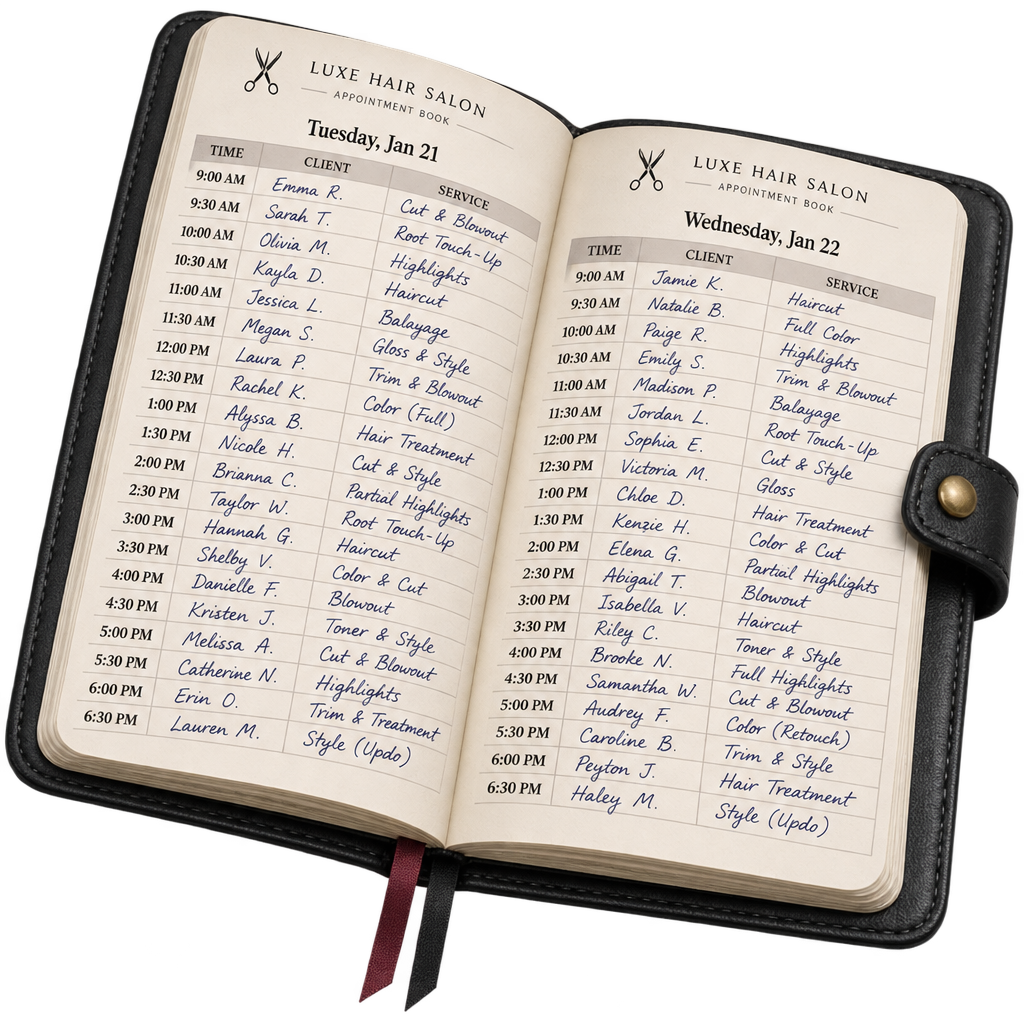 LUXE HAIR SALON
APPOINTMENT BOOK
Tuesday, Jan 21
TIME CLIENT SERVICE
9:00 AM Emma R. Cut & Blowout
9:30 AM Sarah T. Root Touch-Up
10:00 AM Olivia M. Highlights
10:30 AM Kayla D. Haircut
11:00 AM Jessica L. Balayage
11:30 AM Megan S. Gloss & Style
12:00 PM Laura P. Trim & Blowout
12:30 PM Rachel K. Color (Full)
1:00 PM Alyssa B. Hair Treatment
1:30 PM Nicole H. Cut & Style
2:00 PM Brianna C. Partial Highlights
2:30 PM Taylor W. Root Touch-Up
3:00 PM Hannah G. Haircut
3:30 PM Shelby V. Color & Cut
4:00 PM Danielle F. Blowout
4:30 PM Kristen J. Toner & Style
5:00 PM Melissa A. Cut & Blowout
5:30 PM Catherine N. Highlights
6:00 PM Erin O. Trim & Treatment
6:30 PM Lauren M. Style (Updo)
LUXE HAIR SALON
APPOINTMENT BOOK
Wednesday, Jan 22
TIME CLIENT SERVICE
9:00 AM Jamie K. Haircut
9:30 AM Natalie B. Full Color
10:00 AM Paige R. Highlights
10:30 AM Emily S. Trim & Blowout
11:00 AM Madison P. Balayage
11:30 AM Jordan L. Root Touch-Up
12:00 PM Sophia E. Cut & Style
12:30 PM Victoria M. Gloss
1:00 PM Chloe D. Hair Treatment
1:30 PM Kenzie H. Color & Cut
2:00 PM Elena G. Partial Highlights
2:30 PM Abigail T. Blowout
3:00 PM Isabella V. Haircut
3:30 PM Riley C. Toner & Style
4:00 PM Brooke N. Full Highlights
4:30 PM Samantha W. Cut & Blowout
5:00 PM Audrey F. Color (Retouch)
5:30 PM Caroline B. Trim & Style
6:00 PM Peyton J. Hair Treatment
6:30 PM Haley M. Style (Updo)